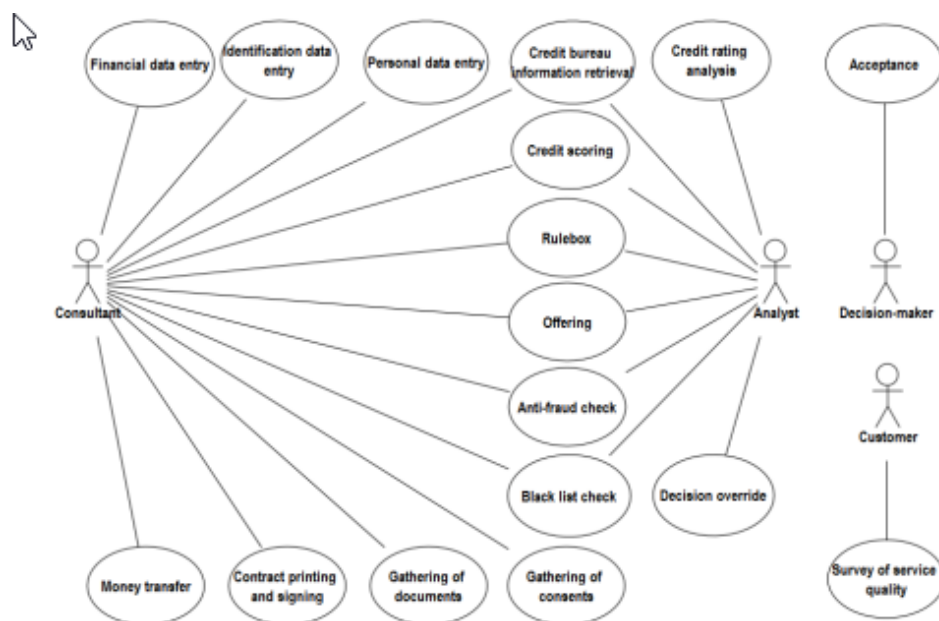 Financial data entry
Identification data
entry
Personal data entry
Credit bureau
information retrieval
Credit rating
analysis
Acceptance
Credit scoring
Rulebox
Consultant
Offering
Analyst
Decision-maker
Anti-fraud check
Customer
Black list check
Decision override
Money transfer
Contract printing
and signing
Gathering of
documents
Gathering of
consents
Survey of service
quality